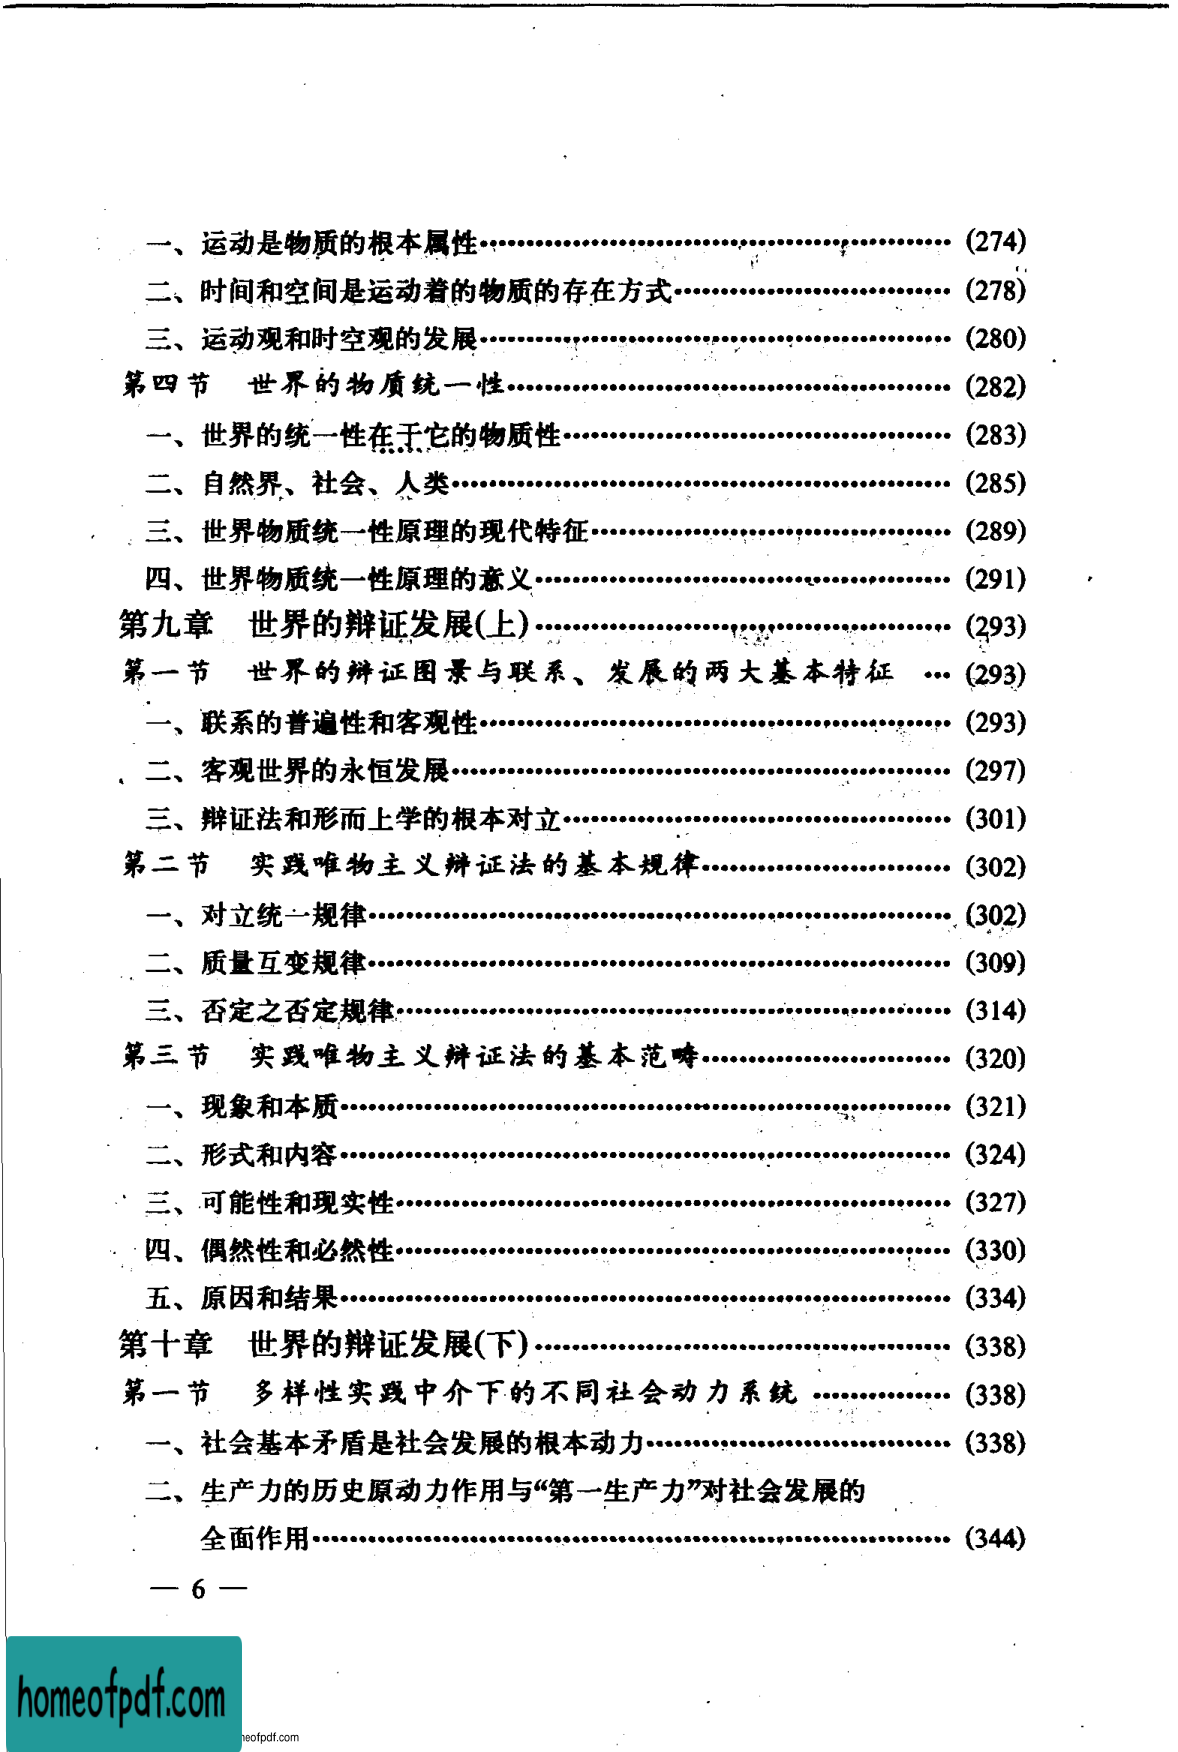 一、运动是物质的根本属性…………………………………………… (274)
二、时间和空间是运动着的物质的存在方式………………………… (278)
三、运动观和时空观的发展…………………………………………… (280)
第四节 世界的物质统一性…………………………………………… (282)
一、世界的统一性在于它的物质性…………………………………… (283)
二、自然界、社会、人类……………………………………………… (285)
三、世界物质统一性原理的现代特征………………………………… (289)
四、世界物质统一性原理的意义……………………………………… (291)
第九章 世界的辩证发展(上)………………………………………… (293)
第一节 世界的辩证图景与联系、发展的两大基本特征 … (293)
一、联系的普遍性和客观性…………………………………………… (293)
二、客观世界的永恒发展……………………………………………… (297)
三、辩证法和形而上学的根本对立…………………………………… (301)
第二节 实践唯物主义辩证法的基本规律………………………… (302)
一、对立统一规律……………………………………………………… (302)
二、质量互变规律……………………………………………………… (309)
三、否定之否定规律…………………………………………………… (314)
第三节 实践唯物主义辩证法的基本范畴………………………… (320)
一、现象和本质………………………………………………………… (321)
二、形式和内容………………………………………………………… (324)
三、可能性和现实性…………………………………………………… (327)
四、偶然性和必然性…………………………………………………… (330)
五、原因和结果………………………………………………………… (334)
第十章 世界的辩证发展(下)………………………………………… (338)
第一节 多样性实践中介下的不同社会动力系统 …………… (338)
一、社会基本矛盾是社会发展的根本动力…………………………… (338)
二、生产力的历史原动力作用与“第一生产力”对社会发展的
全面作用…………………………………………………………… (344)
— 6 —
homeofpdf.com
neofpdf.com